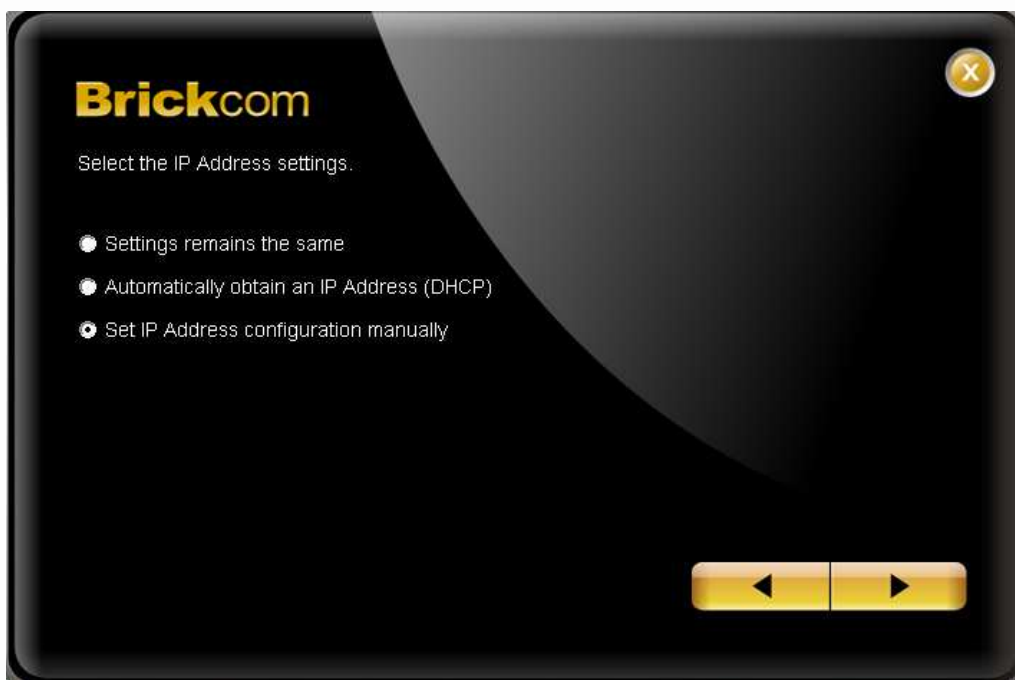 Brickcom
X
Select the IP Address settings.
Settings remains the same
Automatically obtain an IP Address (DHCP)
Set IP Address configuration manually